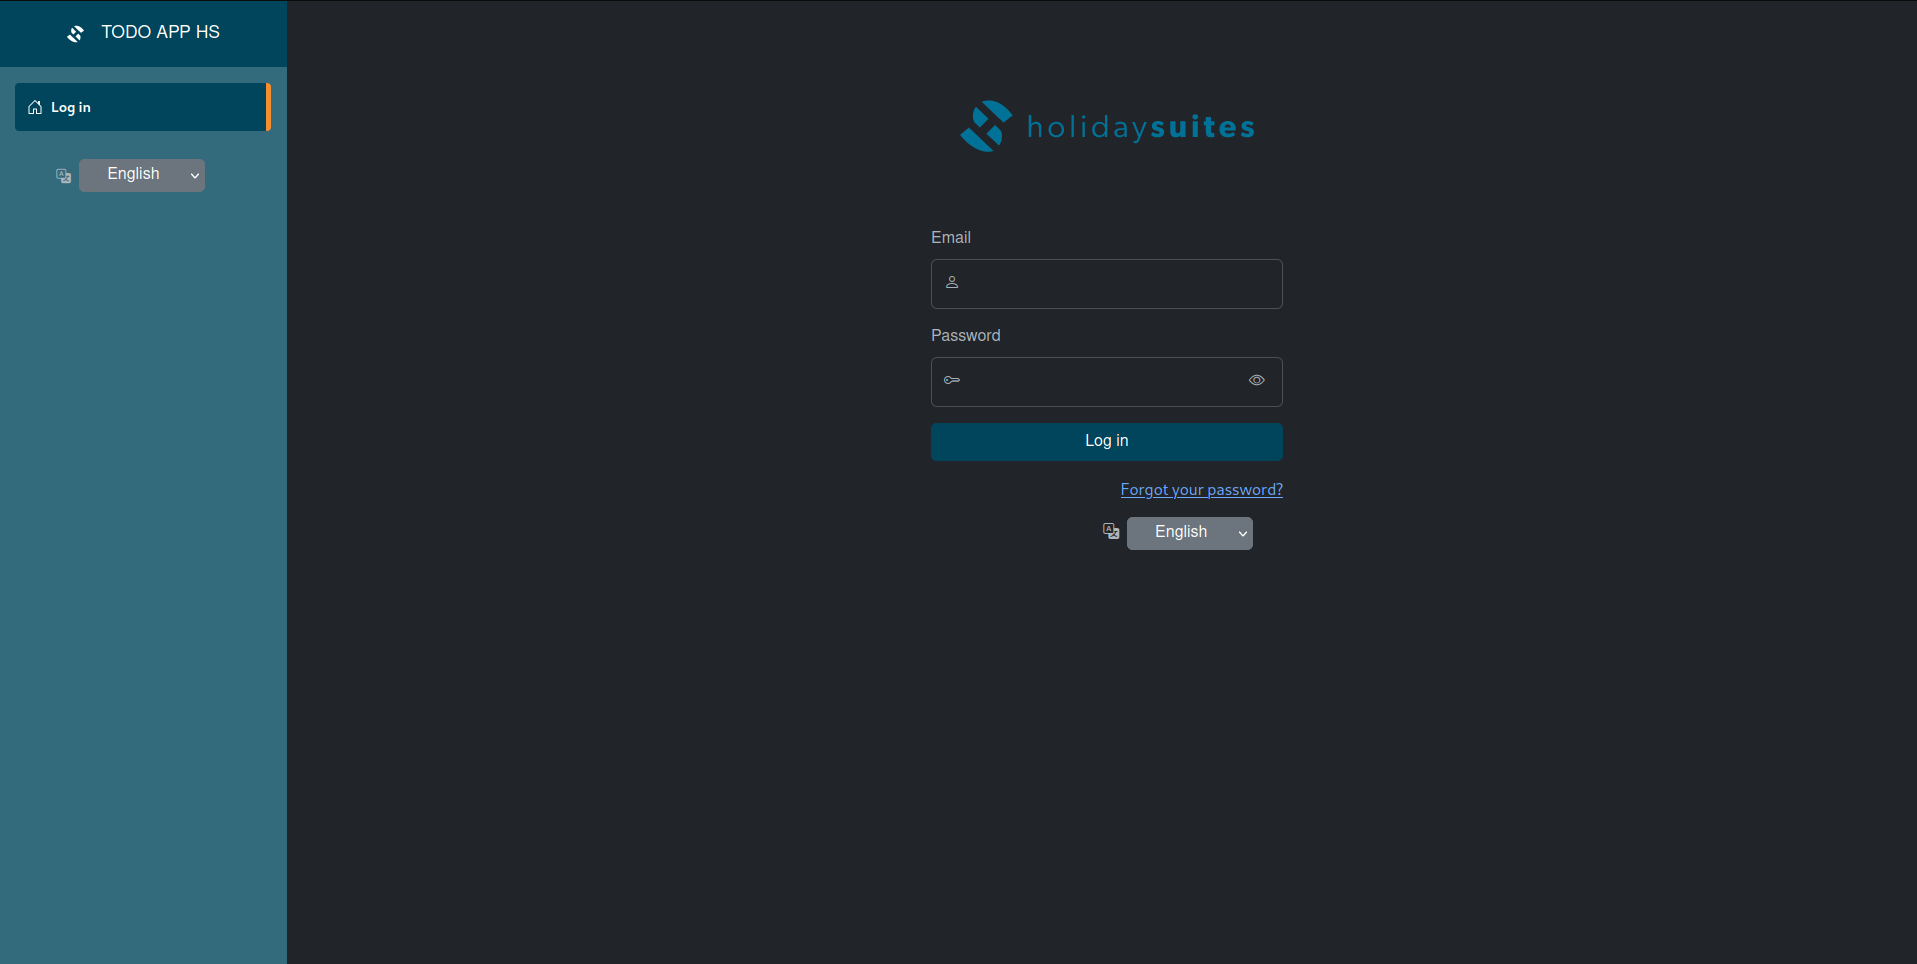 TODO APP HS
Log in
English
holidaysuites
Email
Password
Log in
Forgot your password?
English